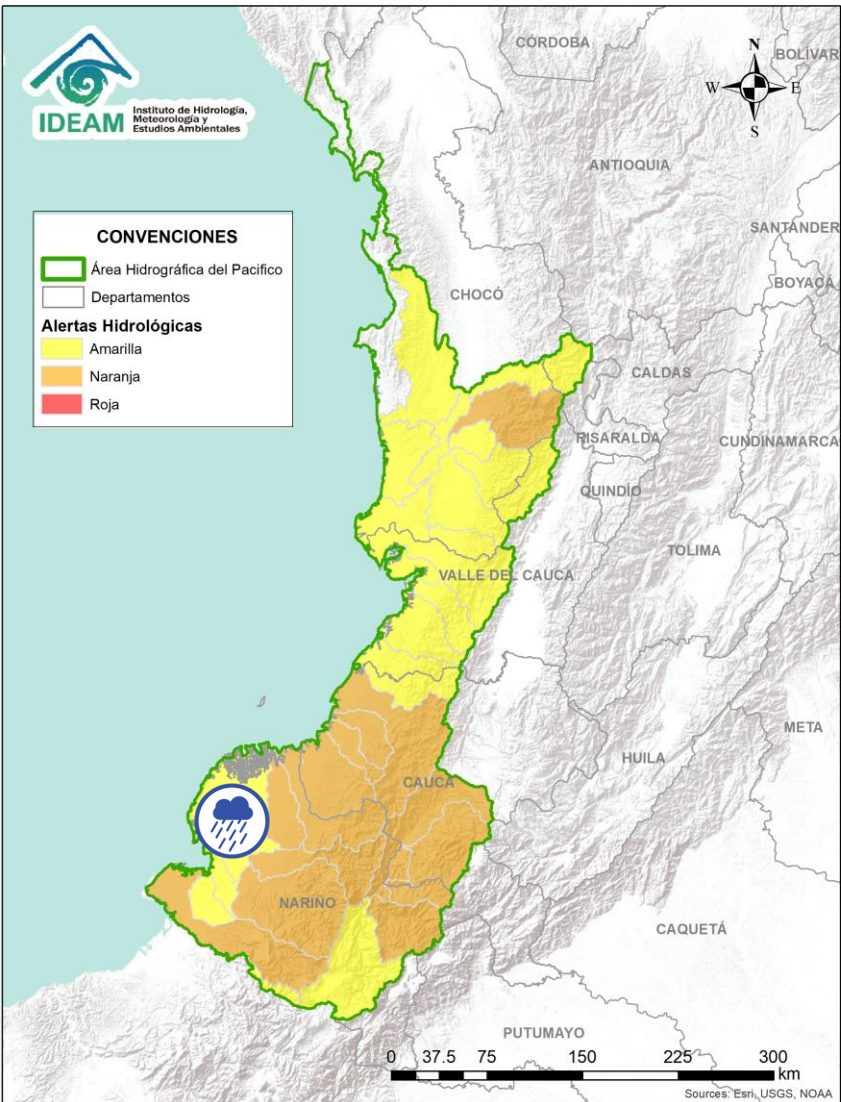 IDEAM
Instituto de Hidrología,
Meteorología y
Estudios Ambientales
N
W E
S
CÓRDOBA
BOLÍVAR
ANTIOQUIA
SANTANDER
BOYACÁ
CHOCÓ
CALDAS
RISARALDA
CUNDINAMARCA
QUINDÍO
TOLIMA
VALLE DEL CAUCA
META
HUILA
CAUCA
NARIÑO
CAQUETÁ
PUTUMAYO
CONVENCIONES
Área Hidrográfica del Pacifico
Departamentos
Alertas Hidrológicas
Amarilla
Naranja
Roja
0 37.5 75 150 225 300
km
Sources: Esri, USGS, NOAA